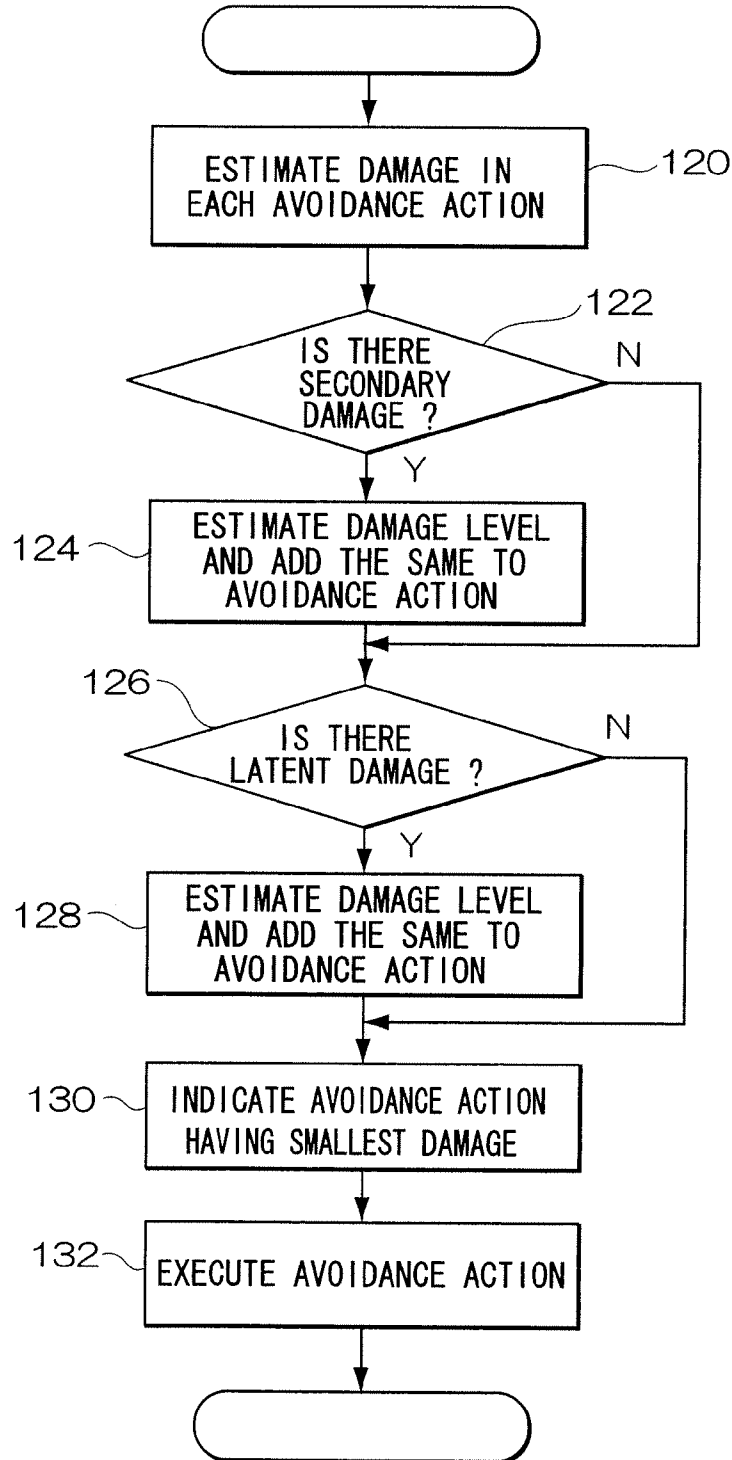 ESTIMATE DAMAGE IN
EACH AVOIDANCE ACTION
120
122
IS THERE
SECONDARY
DAMAGE ?
N
Y
124
ESTIMATE DAMAGE LEVEL
AND ADD THE SAME TO
AVOIDANCE ACTION
126
IS THERE
LATENT DAMAGE ?
N
Y
128
ESTIMATE DAMAGE LEVEL
AND ADD THE SAME TO
AVOIDANCE ACTION
130
INDICATE AVOIDANCE ACTION
HAVING SMALLEST DAMAGE
132
EXECUTE AVOIDANCE ACTION